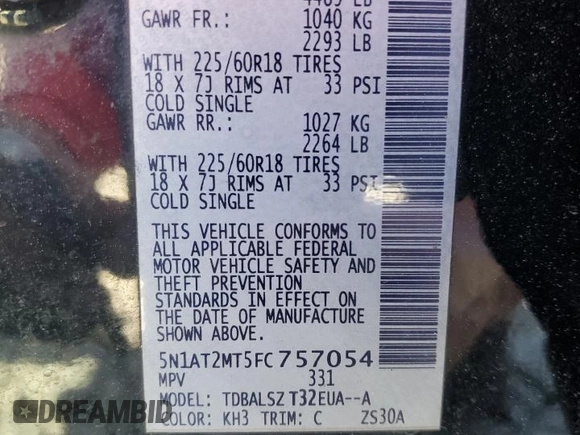 4489 LB
GAWR FR.: 1040 KG
2293 LB
WITH 225/60R18 TIRES
18 X 7J RIMS AT 33 PSI
COLD SINGLE
GAWR RR.: 1027 KG
2264 LB
WITH 225/60R18 TIRES
18 X 7J RIMS AT 33 PSI
COLD SINGLE
THIS VEHICLE CONFORMS TO
ALL APPLICABLE FEDERAL
MOTOR VEHICLE SAFETY AND
THEFT PREVENTION
STANDARDS IN EFFECT ON
THE DATE OF MANUFACTURE
SHOWN ABOVE.
5N1AT2MT5FC757054
MPV 331
MODEL: TDBALSZ T32EUA--A
COLOR: KH3 TRIM: C ZS30A
DREAMBID